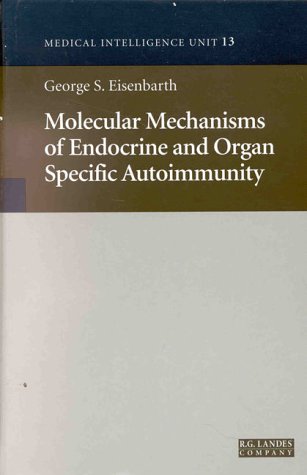 MEDICAL INTELLIGENCE UNIT 13
George S. Eisenbarth
Molecular Mechanisms
of Endocrine and Organ
Specific Autoimmunity
R.G. LANDES
COMPANY